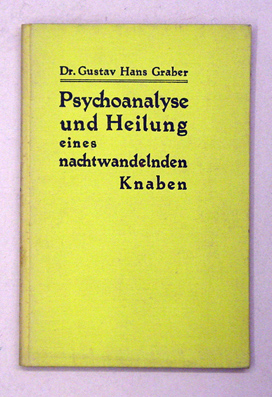 Dr. Gustav Hans Graber
Psychoanalyse
und Heilung
eines
nachtwandelnden
Knaben